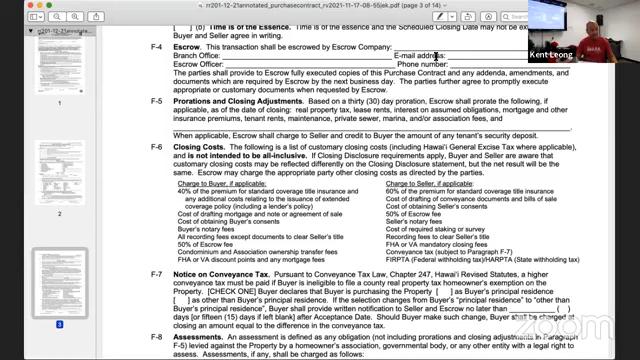 rr201-12-21annotated_purchasecontract_rv2021-11-17-08-55jek.pdf (page 3 of 14)
[ ] (b) Time is of the Essence. Time is of the essence and the Scheduled Closing Date may not be
Buyer and Seller agree in writing.
F-4 Escrow. This transaction shall be escrowed by Escrow Company:
Branch Office: E-mail address:
Escrow Officer: Phone number:
The parties shall provide to Escrow fully executed copies of this Purchase Contract and any addenda, amendments, and
documents which are required by Escrow by the next business day. The parties further agree to promptly execute
appropriate or customary documents when requested by Escrow.
F-5 Prorations and Closing Adjustments. Based on a thirty (30) day proration, Escrow shall prorate the following, if
applicable, as of the date of closing: real property tax, lease rents, interest on assumed obligations, mortgage and other
insurance premiums, tenant rents, maintenance, private sewer, marina, and/or association fees, and
When applicable, Escrow shall charge to Seller and credit to Buyer the amount of any tenant's security deposit.
F-6 Closing Costs. The following is a list of customary closing costs (including Hawai'i General Excise Tax where applicable),
and is not intended to be all-inclusive. If Closing Disclosure requirements apply, Buyer and Seller are aware that
customary closing costs may be reflected differently on the Closing Disclosure statement, but the net result will be the
same. Escrow may charge the appropriate party other closing costs as directed by the parties.
Charge to Buyer, if applicable:
40% of the premium for standard coverage title insurance and
any additional costs relating to the issuance of extended
coverage policy (including a lender's policy)
Cost of drafting mortgage and note or agreement of sale
Cost of obtaining Buyer's consents
Buyer's notary fees
All recording fees except documents to clear Seller's title
50% of Escrow fee
Condominium and Association ownership transfer fees
FHA or VA discount points and any mortgage fees
Charge to Seller, if applicable:
60% of the premium for standard coverage title insurance
Cost of drafting of conveyance documents and bills of sale
Cost of obtaining Seller's consents
50% of Escrow fee
Seller's notary fees
Cost of required staking or survey
Recording fees to clear Seller's title
FHA or VA mandatory closing fees
Conveyance tax (subject to Paragraph F-7)
FIRPTA (Federal withholding tax)/HARPTA (State withholding tax)
F-7 Notice on Conveyance Tax. Pursuant to Conveyance Tax Law, Chapter 247, Hawai'i Revised Statutes, a higher
conveyance tax must be paid if Buyer is ineligible for a county real property tax homeowner's exemption on the
Property. [CHECK ONE] Buyer declares that Buyer is purchasing the Property [ ] as Buyer's principal residence
[ ] as other than Buyer's principal residence. If the selection changes from Buyer's "principal residence" to "other than
Buyer's principal residence", Buyer shall provide written notification to Seller and Escrow no later than ( )
days [or fifteen (15) days if left blank] after Acceptance Date. Should Buyer make such change, Buyer shall be charged at
closing an amount equal to the difference in the conveyance tax.
F-8 Assessments. An assessment is defined as any obligation (not including prorations and closing adjustments in Paragraph
F-5) levied against the Property by a homeowner's association, government body, or any other entity with a legal right to
assess. Assessments, if any, shall be charged as follows:
1
2
3
Kent Leong
zoom